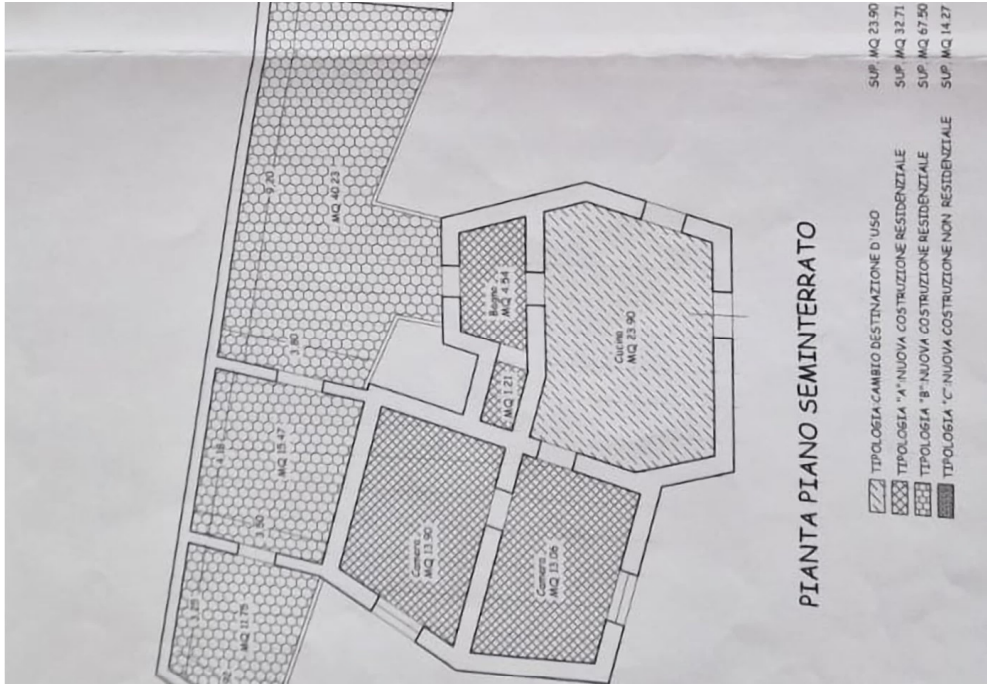 9.20
MQ 40.23
3.80
Bagno
MQ 4.54
Cucina
MQ 23.90
MQ 1.21
4.18
MQ 15.47
3.50
Camera
MQ 13.90
Camera
MQ 13.06
3.25
MQ 11.75
PIANTA PIANO SEMINTERRATO
TIPOLOGIA:CAMBIO DESTINAZIONE D'USO SUP. MQ 23.90
TIPOLOGIA "A":NUOVA COSTRUZIONE RESIDENZIALE SUP. MQ 32.71
TIPOLOGIA "B":NUOVA COSTRUZIONE RESIDENZIALE SUP. MQ 67.50
TIPOLOGIA "C":NUOVA COSTRUZIONE NON RESIDENZIALE SUP. MQ 14.27